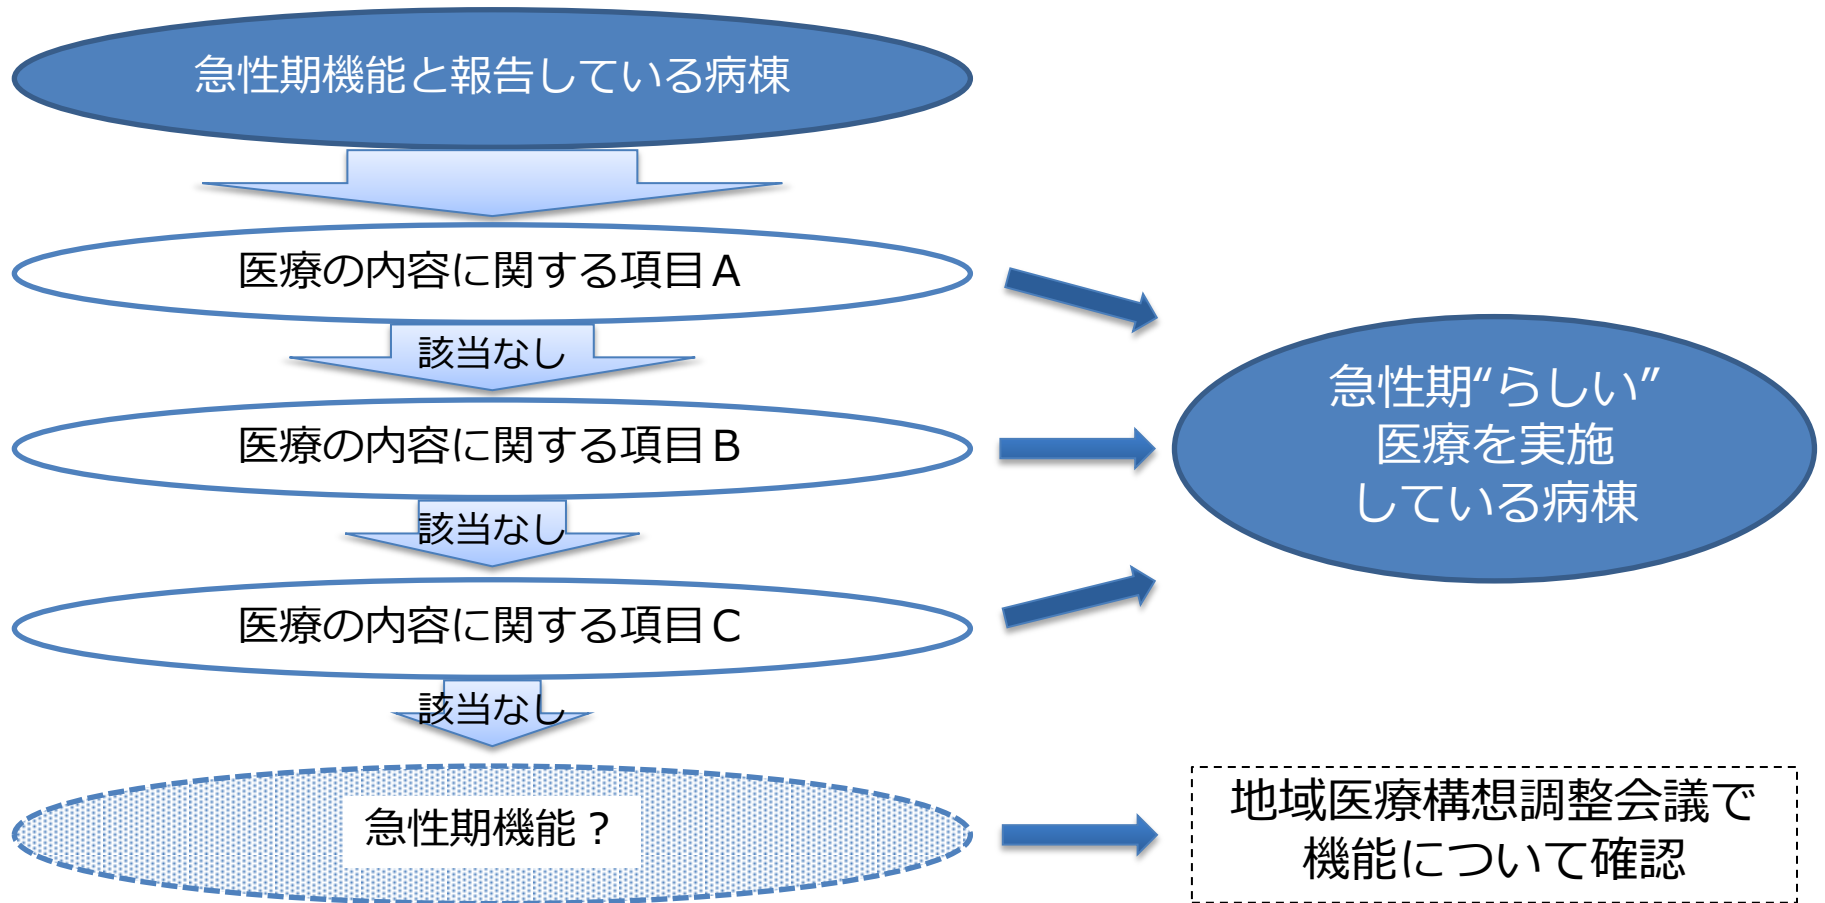 急性期機能と報告している病棟
医療の内容に関する項目A
該当なし
医療の内容に関する項目B
該当なし
医療の内容に関する項目C
該当なし
急性期機能?
急性期“らしい”
医療を実施
している病棟
地域医療構想調整会議で
機能について確認